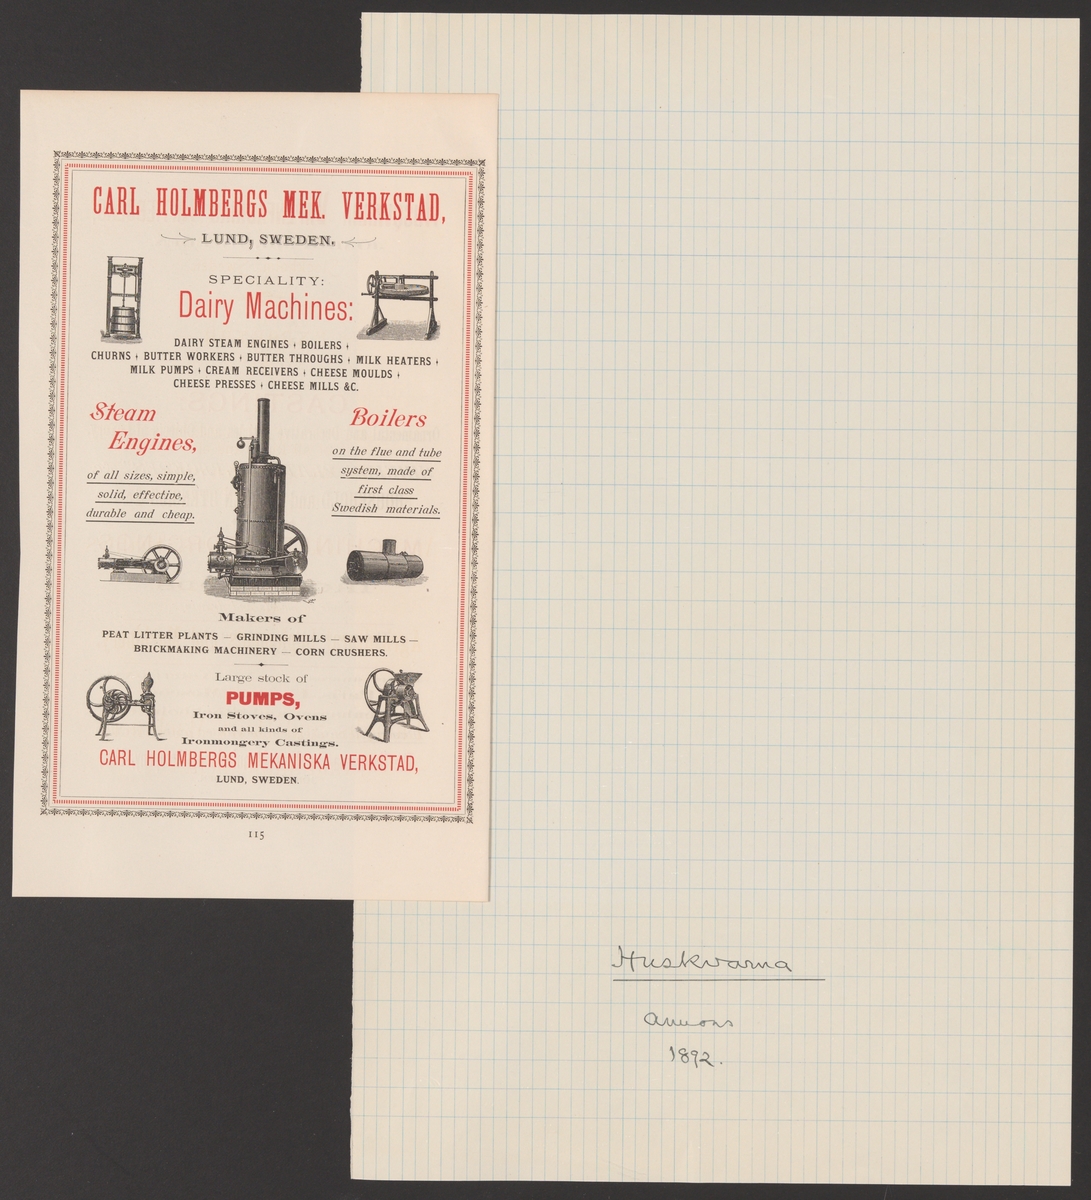 CARL HOLMBERGS MEK. VERKSTAD,
LUND, SWEDEN.
SPECIALITY:
Dairy Machines:
DAIRY STEAM ENGINES + BOILERS +
CHURNS + BUTTER WORKERS + BUTTER THROUGHS + MILK HEATERS +
MILK PUMPS + CREAM RECEIVERS + CHEESE MOULDS +
CHEESE PRESSES + CHEESE MILLS &C.
Steam
Engines,
of all sizes, simple,
solid, effective,
durable and cheap.
Boilers
on the flue and tube
system, made of
first class
Swedish materials.
Makers of
PEAT LITTER PLANTS — GRINDING MILLS — SAW MILLS —
BRICKMAKING MACHINERY — CORN CRUSHERS.
Large stock of
PUMPS,
Iron Stoves, Ovens
and all kinds of
Ironmongery Castings.
CARL HOLMBERGS MEKANISKA VERKSTAD,
LUND, SWEDEN.
115
Huskvarna
annons
1892.